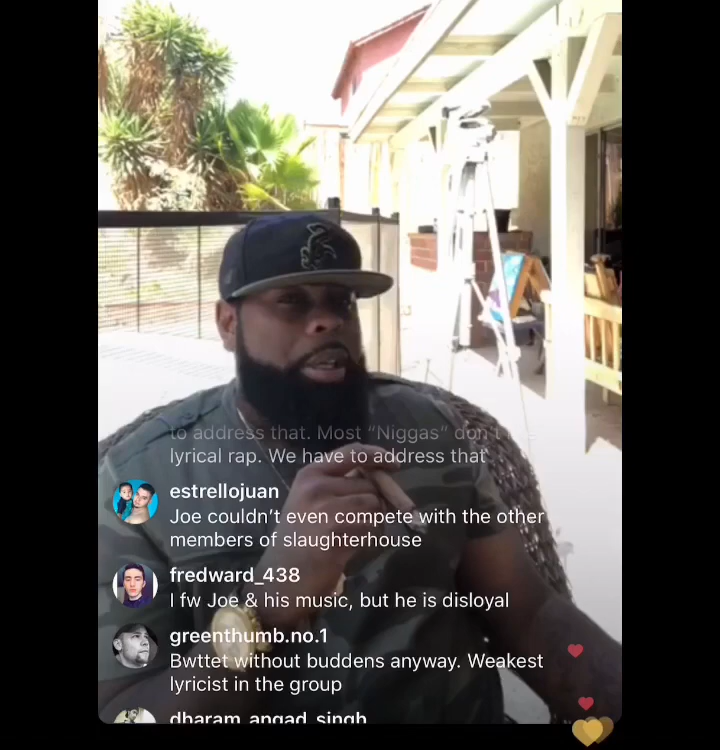 to address that. Most “Niggas” don't
lyrical rap. We have to address that
estrellojuan
Joe couldn’t even compete with the other
members of slaughterhouse
fredward_438
I fw Joe & his music, but he is disloyal
greenthumb.no.1
Bwttet without buddens anyway. Weakest
lyricist in the group
dharam_angad_singh